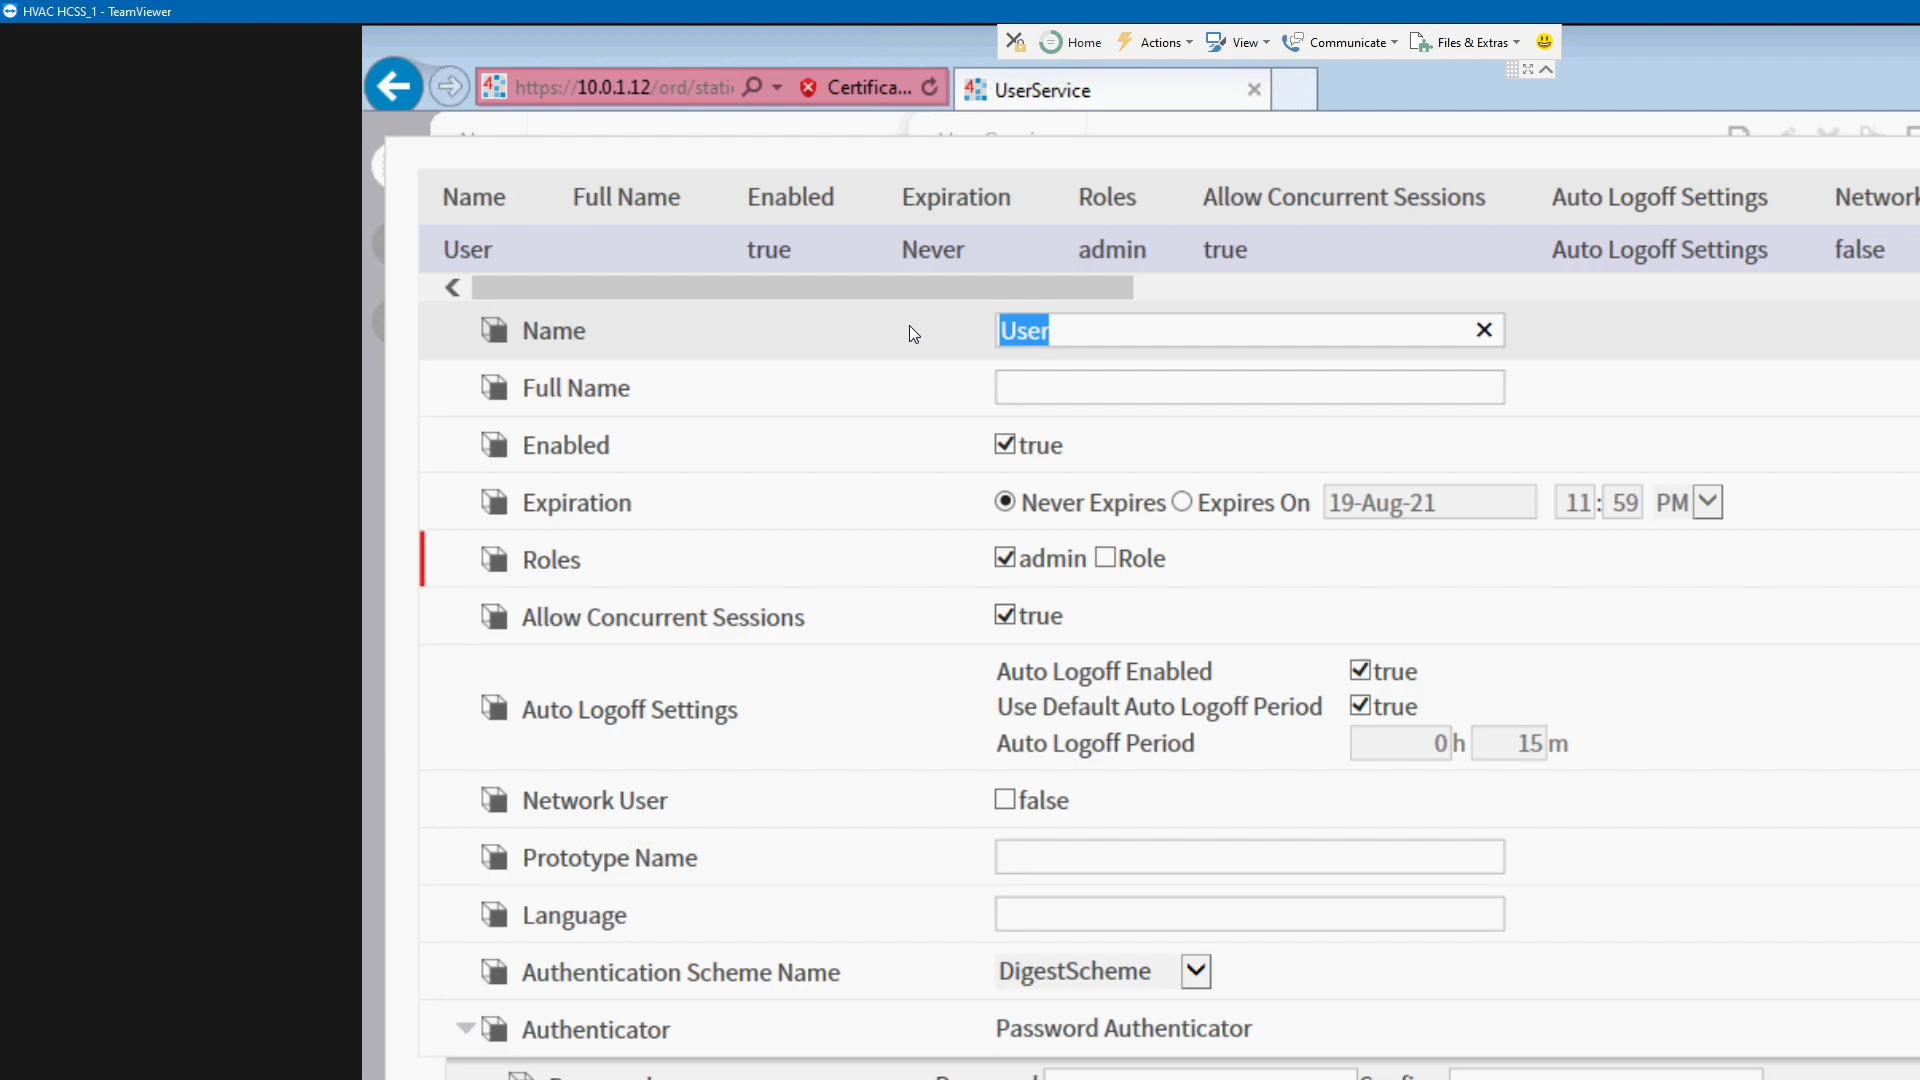 HVAC HCSS_1 - TeamViewer
Home Actions View Communicate Files & Extras
https://10.0.1.12/ord/stati Certifica... UserService
Name Full Name Enabled Expiration Roles Allow Concurrent Sessions Auto Logoff Settings Network
User true Never admin true Auto Logoff Settings false
Name User
Full Name
Enabled true
Expiration Never Expires Expires On 19-Aug-21 11: 59 PM
Roles admin Role
Allow Concurrent Sessions true
Auto Logoff Enabled true
Use Default Auto Logoff Period true
Auto Logoff Settings
Auto Logoff Period 0 h 15 m
Network User false
Prototype Name
Language
Authentication Scheme Name DigestScheme
Authenticator Password Authenticator